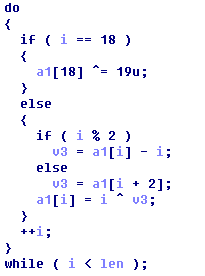 do
{
if ( i == 18 )
{
a1[18] ^= 19u;
}
else
{
if ( i % 2 )
v3 = a1[i] - i;
else
v3 = a1[i + 2];
a1[i] = i ^ v3;
}
++i;
}
while ( i < len );